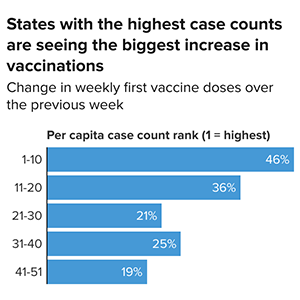 States with the highest case counts
are seeing the biggest increase in
vaccinations
Change in weekly first vaccine doses over
the previous week
Per capita case count rank (1 = highest)
1-10 46%
11-20 36%
21-30 21%
31-40 25%
41-51 19%